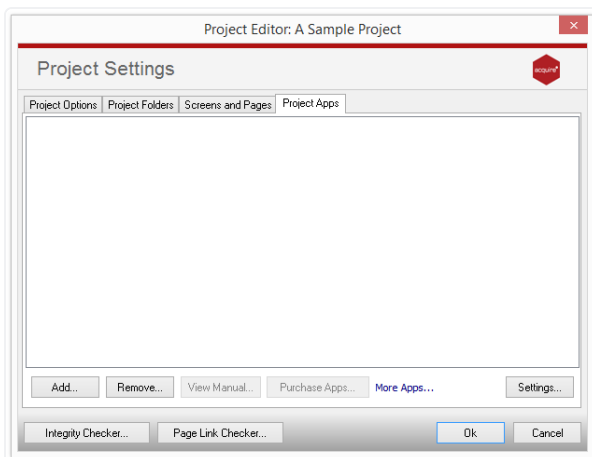 Project Editor: A Sample Project
×
Project Settings
acquire
Project Options Project Folders Screens and Pages Project Apps
Add... Remove... View Manual... Purchase Apps... More Apps... Settings...
Integrity Checker... Page Link Checker... Ok Cancel